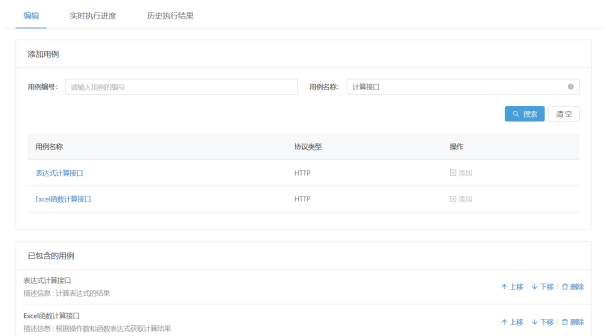 编辑 实时执行进度 历史执行结果
添加用例
用例编号: 请输入用例的编号 用例名称: 计算接口
搜索 清空
用例名称 协议类型 操作
表达式计算接口 HTTP 添加
Excel函数计算接口 HTTP 添加
已包含的用例
表达式计算接口
描述信息 : 计算表达式的结果
上移 下移 删除
Excel函数计算接口
描述信息 : 根据操作数和函数表达式获取计算结果
上移 下移 删除